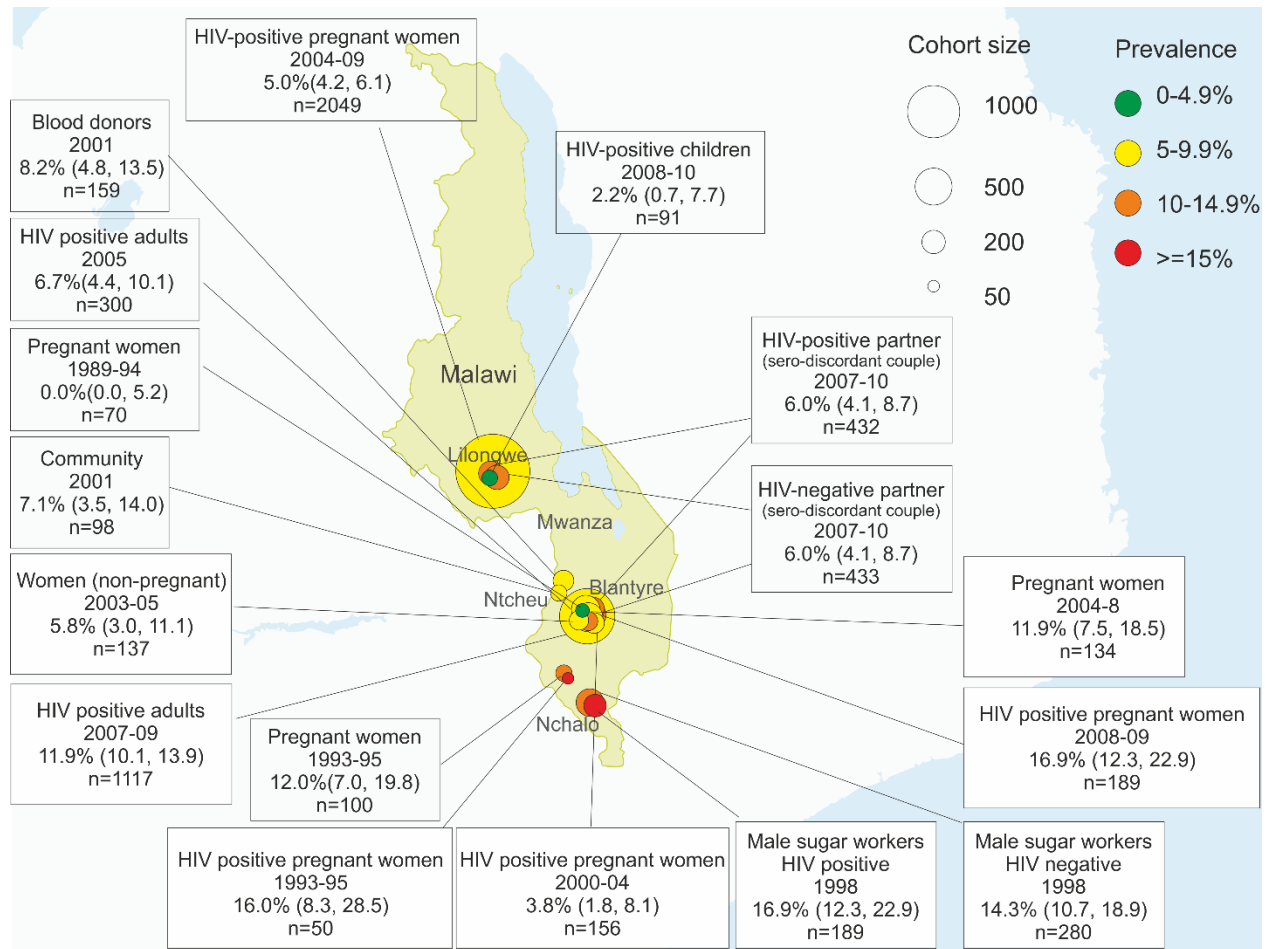 HIV-positive pregnant women
2004-09
5.0%(4.2, 6.1)
n=2049
Cohort size
1000
500
200
50
Prevalence
0-4.9%
5-9.9%
10-14.9%
>=15%
Blood donors
2001
8.2% (4.8, 13.5)
n=159
HIV-positive children
2008-10
2.2% (0.7, 7.7)
n=91
HIV positive adults
2005
6.7%(4.4, 10.1)
n=300
Pregnant women
1989-94
0.0%(0.0, 5.2)
n=70
HIV-positive partner
(sero-discordant couple)
2007-10
6.0% (4.1, 8.7)
n=432
Malawi
Lilongwe
Mwanza
Ntcheu
Blantyre
Nchalo
Community
2001
7.1% (3.5, 14.0)
n=98
HIV-negative partner
(sero-discordant couple)
2007-10
6.0% (4.1, 8.7)
n=433
Women (non-pregnant)
2003-05
5.8% (3.0, 11.1)
n=137
Pregnant women
2004-8
11.9% (7.5, 18.5)
n=134
HIV positive adults
2007-09
11.9% (10.1, 13.9)
n=1117
Pregnant women
1993-95
12.0%(7.0, 19.8)
n=100
HIV positive pregnant women
2008-09
16.9% (12.3, 22.9)
n=189
HIV positive pregnant women
1993-95
16.0% (8.3, 28.5)
n=50
HIV positive pregnant women
2000-04
3.8% (1.8, 8.1)
n=156
Male sugar workers
HIV positive
1998
16.9% (12.3, 22.9)
n=189
Male sugar workers
HIV negative
1998
14.3% (10.7, 18.9)
n=280